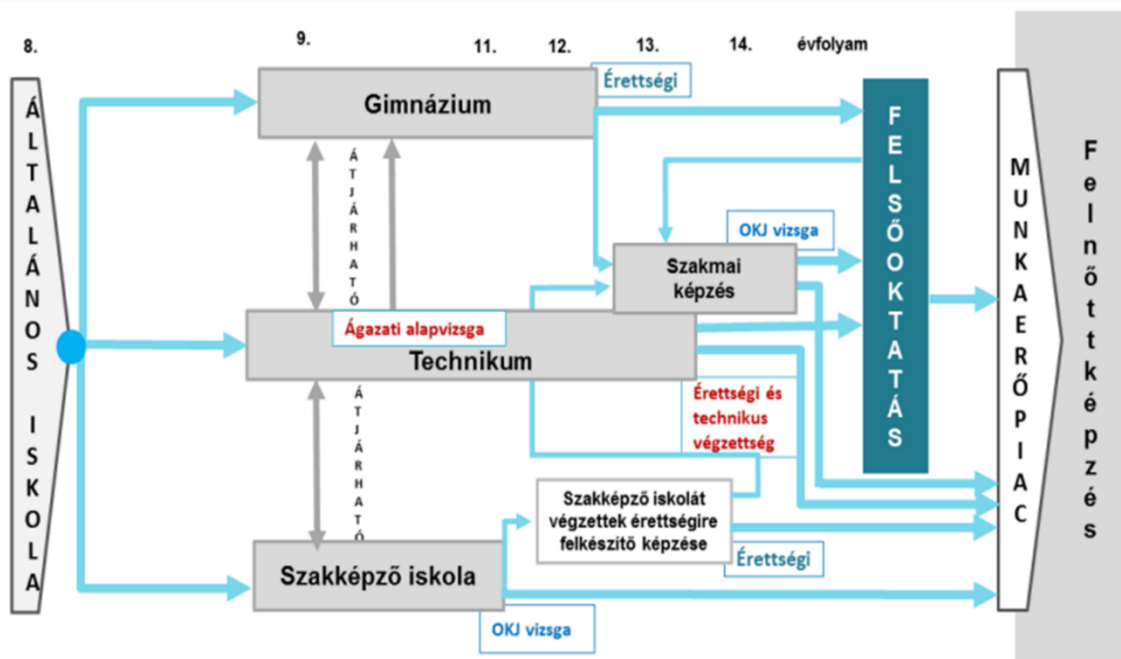 8.
9.
11.
12.
13.
14.
évfolyam
ÁLTALÁNOS ISKOLA
Gimnázium
Érettségi
ÁTJÁRHATÓ
OKJ vizsga
Szakmai
képzés
Ágazati alapvizsga
Technikum
ÁTJÁRHATÓ
Érettségi és
technikus
végzettség
Szakképző iskolát
végzettek érettségire
felkészítő képzése
Érettségi
Szakképző iskola
OKJ vizsga
FELSŐOKTATÁS
MUNKAERŐPIAC
Felnőttképzés